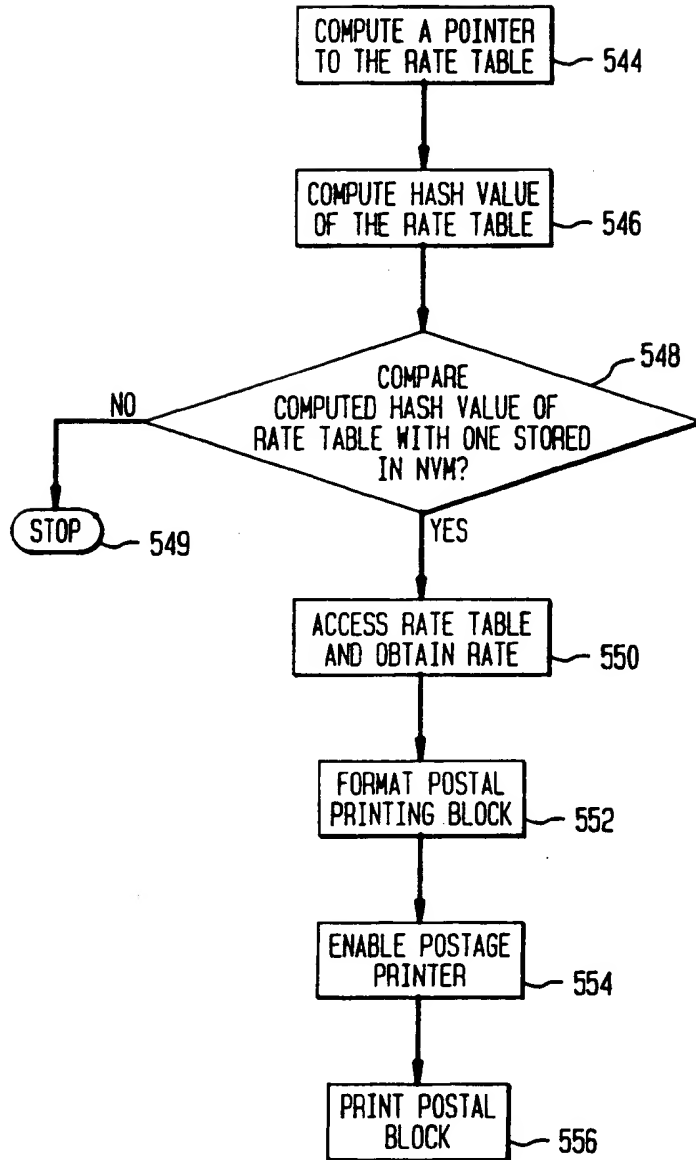 COMPUTE A POINTER
TO THE RATE TABLE
544
COMPUTE HASH VALUE
OF THE RATE TABLE
546
548
COMPARE
COMPUTED HASH VALUE OF
RATE TABLE WITH ONE STORED
IN NVM?
NO
STOP
549
YES
ACCESS RATE TABLE
AND OBTAIN RATE
550
FORMAT POSTAL
PRINTING BLOCK
552
ENABLE POSTAGE
PRINTER
554
PRINT POSTAL
BLOCK
556